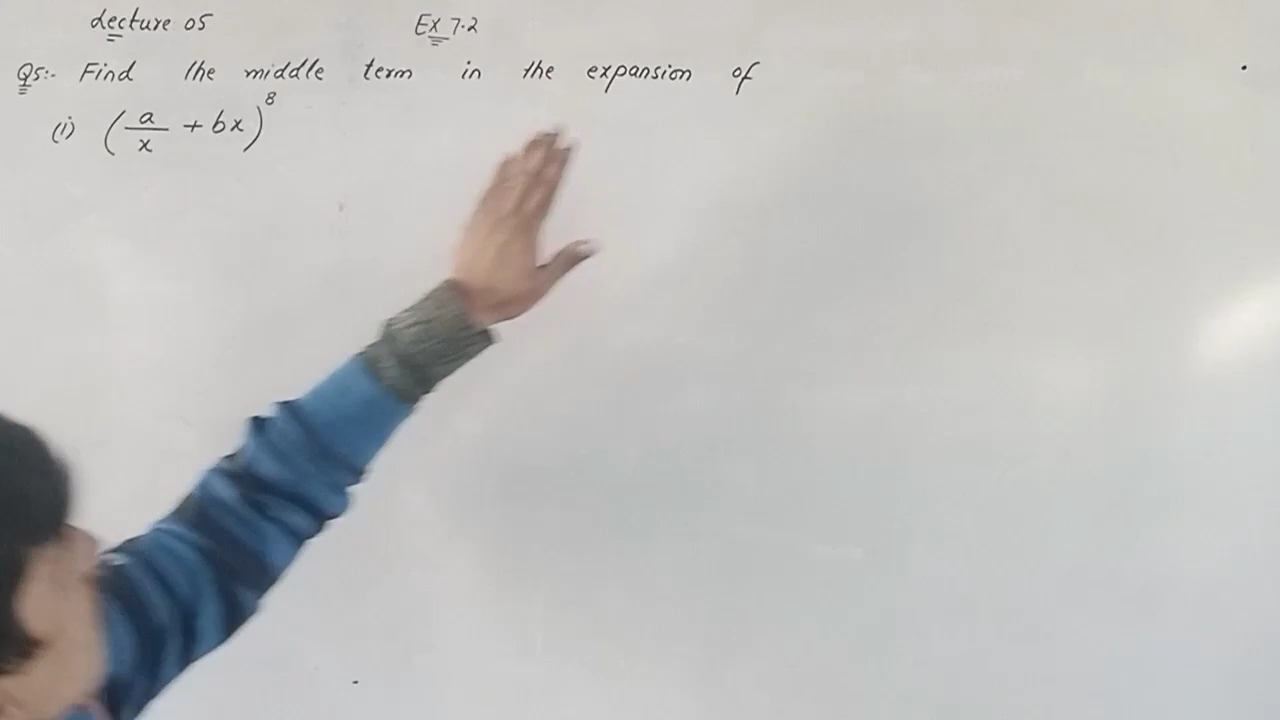 Lecture 05 Ex 7.2
Q5:- Find the middle term in the expansion of
(i) (a/x + bx)^8